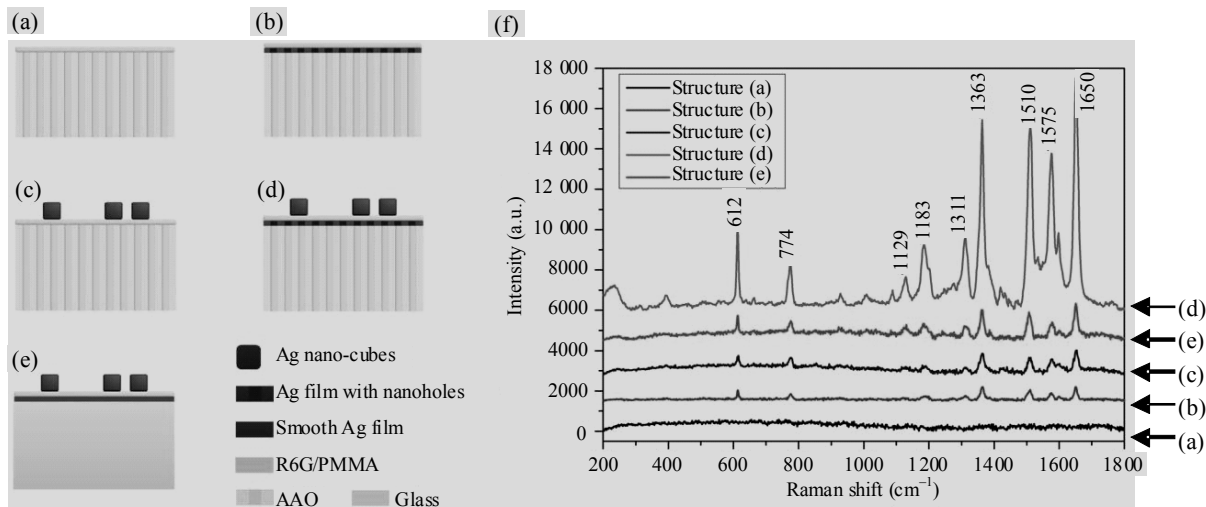 (a)
(b)
(c)
(d)
(e)
Ag nano-cubes
Ag film with nanoholes
Smooth Ag film
R6G/PMMA
AAO
Glass
(f)
18 000
16 000
14 000
12 000
10 000
8000
6000
4000
2000
0
Intensity (a.u.)
Structure (a)
Structure (b)
Structure (c)
Structure (d)
Structure (e)
612
774
1129
1183
1311
1363
1510
1575
1650
(d)
(e)
(c)
(b)
(a)
200 400 600 800 1000 1200 1400 1600 1800
Raman shift (cm⁻¹)